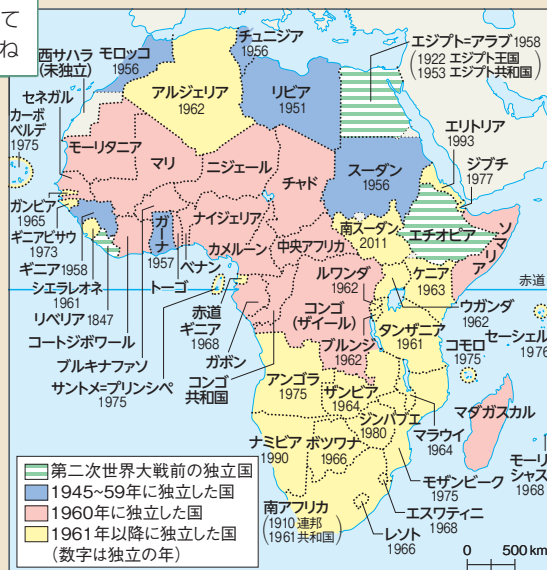 て
ね
西サハラ
(未独立)
モロッコ
1956
チュニジア
1956
エジプト=アラブ1958
(1922 エジプト王国
1953 エジプト共和国)
アルジェリア
1962
リビア
1951
セネガル
カーボ
ベルデ
1975
モーリタニア
マリ
ニジェール
チャド
スーダン
1956
エリトリア
1993
ジブチ
1977
ガンビア
1965
ギニアビサウ
1973
ギニア1958
シエラレオネ
1961
リベリア1847
コートジボワール
ブルキナファソ
ガーナ
1957
ベナン
トーゴ
ナイジェリア
カメルーン
中央アフリカ
南スーダン
2011
エチオピア
ソマリア
サントメ=プリンシペ
1975
赤道
ギニア
1968
ガボン
コンゴ
共和国
コンゴ
(ザイール)
ルワンダ
1962
ブルンジ
1962
ケニア
1963
赤道
ウガンダ
1962
タンザニア
1961
セーシェル
1976
コモロ
1975
アンゴラ
1975
ザンビア
1964
マラウイ
1964
ジンバブエ
1980
マダガスカル
ナミビア
1990
ボツワナ
1966
モザンビーク
1975
モーリ
シャス
1968
南アフリカ
(1910 連邦
1961 共和国)
エスワティニ
1968
レソト
1966
第二次世界大戦前の独立国
1945~59年に独立した国
1960年に独立した国
1961年以降に独立した国
(数字は独立の年)
0 500km